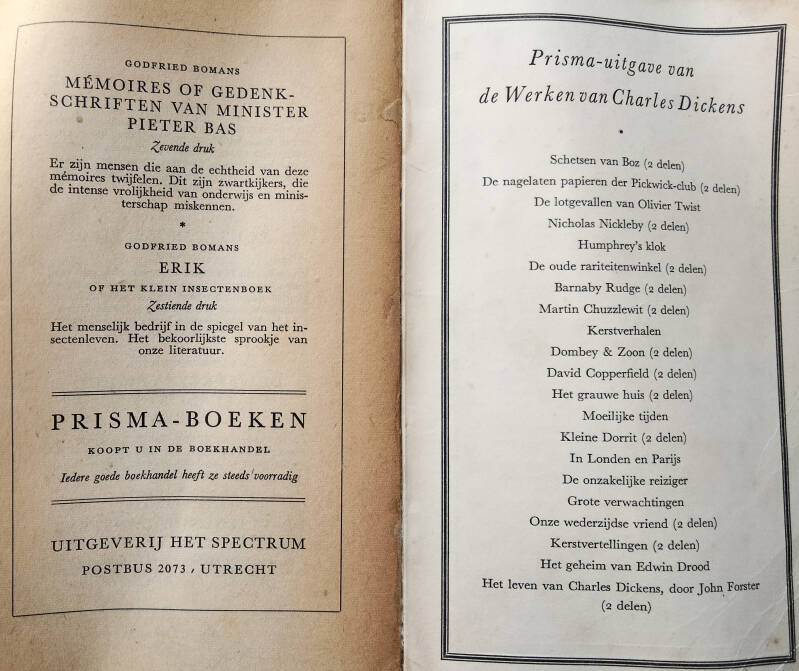 GODFRIED BOMANS
MÉMOIRES OF GEDENK-
SCHRIFTEN VAN MINISTER
PIETER BAS
Zevende druk
Er zijn mensen die aan de echtheid van deze
mémoires twijfelen. Dit zijn zwartkijkers, die
de intense vrolijkheid van onderwijs en minis-
terschap miskennen.
*
GODFRIED BOMANS
ERIK
OF HET KLEIN INSECTENBOEK
Zestiende druk
Het menselijk bedrijf in de spiegel van het in-
sectenleven. Het bekoorlijkste sprookje van
onze literatuur.
PRISMA-BOEKEN
KOOPT U IN DE BOEKHANDEL
Iedere goede boekhandel heeft ze steeds voorradig
UITGEVERIJ HET SPECTRUM
POSTBUS 2073, UTRECHT
Prisma-uitgave van
de Werken van Charles Dickens
•
Schetsen van Boz (2 delen)
De nagelaten papieren der Pickwick-club (2 delen)
De lotgevallen van Olivier Twist
Nicholas Nickleby (2 delen)
Humphrey's klok
De oude rariteitenwinkel (2 delen)
Barnaby Rudge (2 delen)
Martin Chuzzlewit (2 delen)
Kerstverhalen
Dombey & Zoon (2 delen)
David Copperfield (2 delen)
Het grauwe huis (2 delen)
Moeilijke tijden
Kleine Dorrit (2 delen)
In Londen en Parijs
De onzakelijke reiziger
Grote verwachtingen
Onze wederzijdse vriend (2 delen)
Kerstvertellingen (2 delen)
Het geheim van Edwin Drood
Het leven van Charles Dickens, door John Forster
(2 delen)